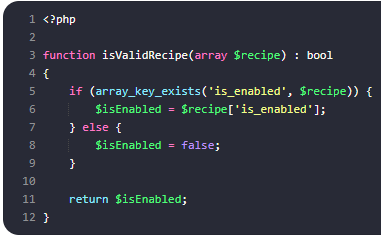 1 <?php
2
3 function isValidRecipe(array $recipe) : bool
4 {
5     if (array_key_exists('is_enabled', $recipe)) {
6         $isEnabled = $recipe['is_enabled'];
7     } else {
8         $isEnabled = false;
9     }
10
11     return $isEnabled;
12 }